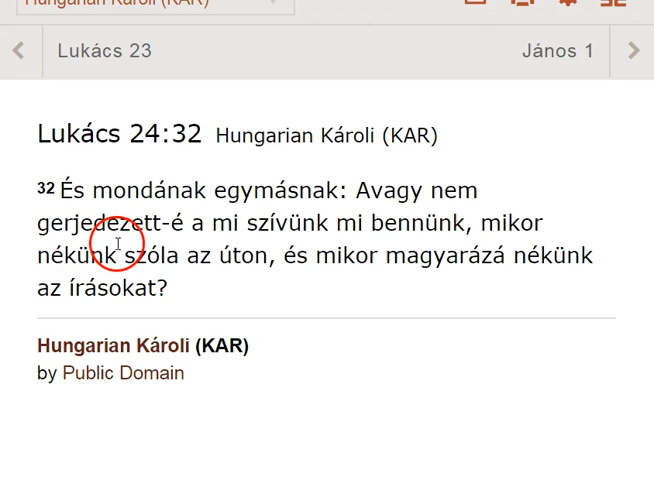 Hungarian Károli (KAR)
Lukács 23
János 1
Lukács 24:32 Hungarian Károli (KAR)
32 És mondának egymásnak: Avagy nem
gerjedezett-é a mi szívünk mi bennünk, mikor
nékünk szóla az úton, és mikor magyarázá nékünk
az írásokat?
Hungarian Károli (KAR)
by Public Domain